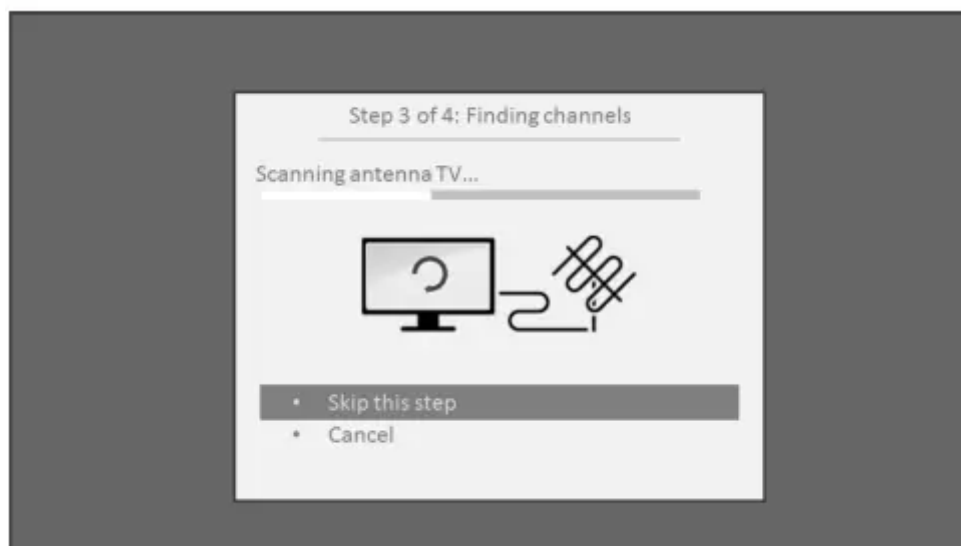 Step 3 of 4: Finding channels
Scanning antenna TV...
• Skip this step
• Cancel